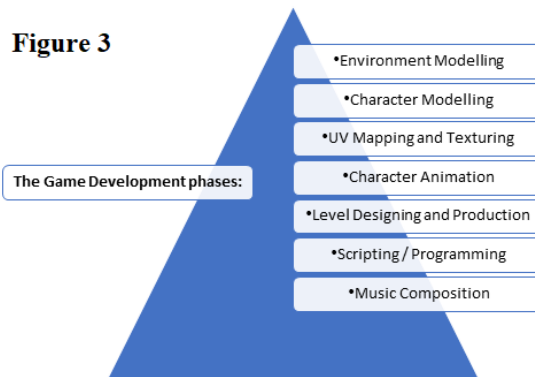 Figure 3
The Game Development phases:
•Environment Modelling
•Character Modelling
•UV Mapping and Texturing
•Character Animation
•Level Designing and Production
•Scripting / Programming
•Music Composition